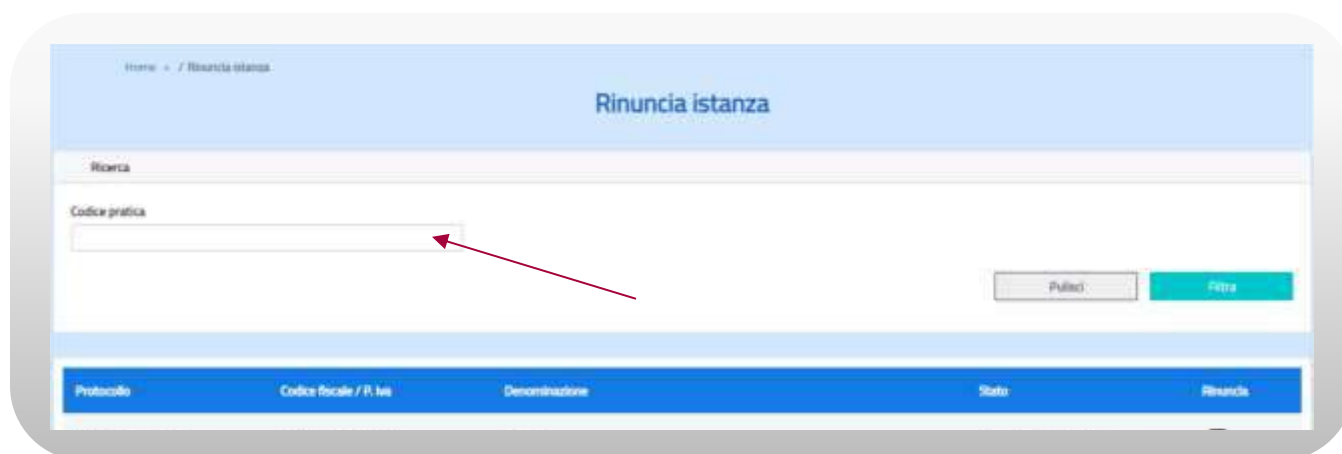 Home / Rinuncia istanza
Rinuncia istanza
Ricerca
Codice pratica
Pulisci Filtra
Protocollo Codice fiscale / P. Iva Denominazione Stato Rinuncia